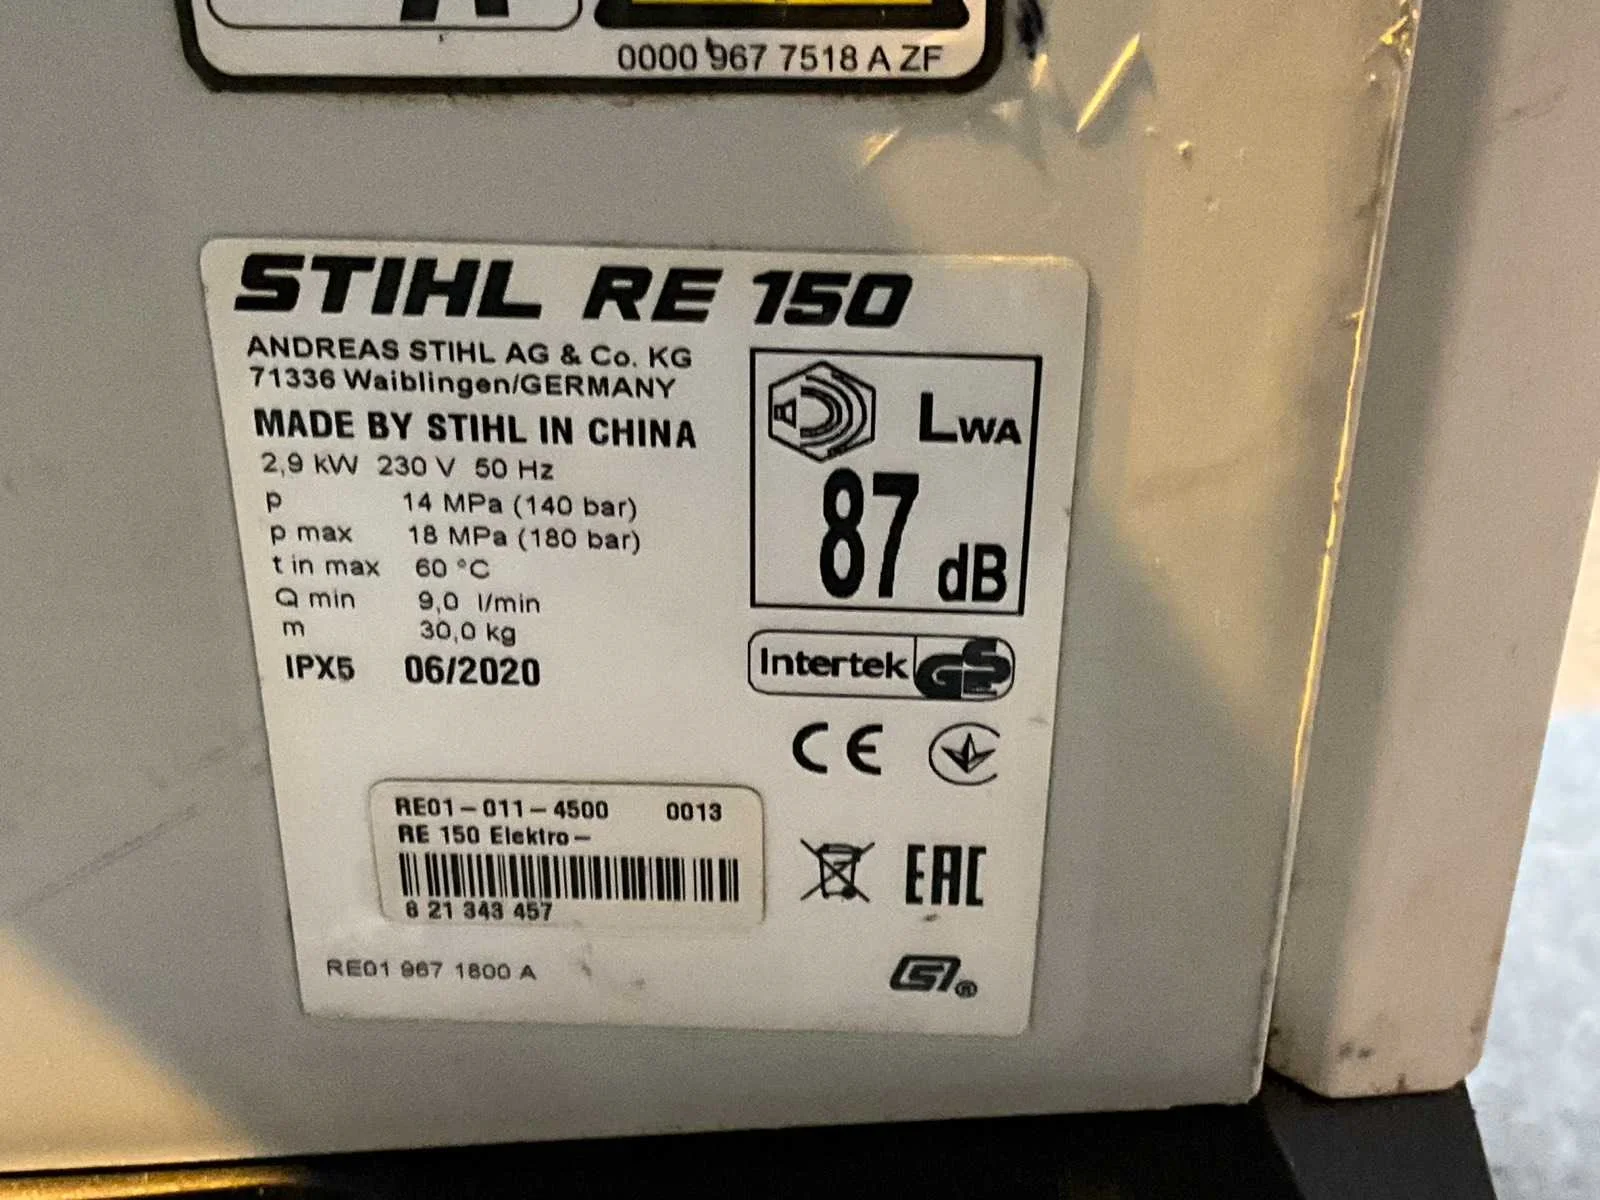 0000 967 7518 A ZF
STIHL RE 150
ANDREAS STIHL AG & Co. KG
71336 Waiblingen/GERMANY
MADE BY STIHL IN CHINA
2,9 kW 230 V 50 Hz
p 14 MPa (140 bar)
p max 18 MPa (180 bar)
t in max 60 °C
Q min 9,0 l/min
m 30,0 kg
IPX5 06/2020
LWA
87 dB
Intertek GS
CE
EAC
RE01-011-4500 0013
RE 150 Elektro-
8 21 343 457
RE01 967 1800 A